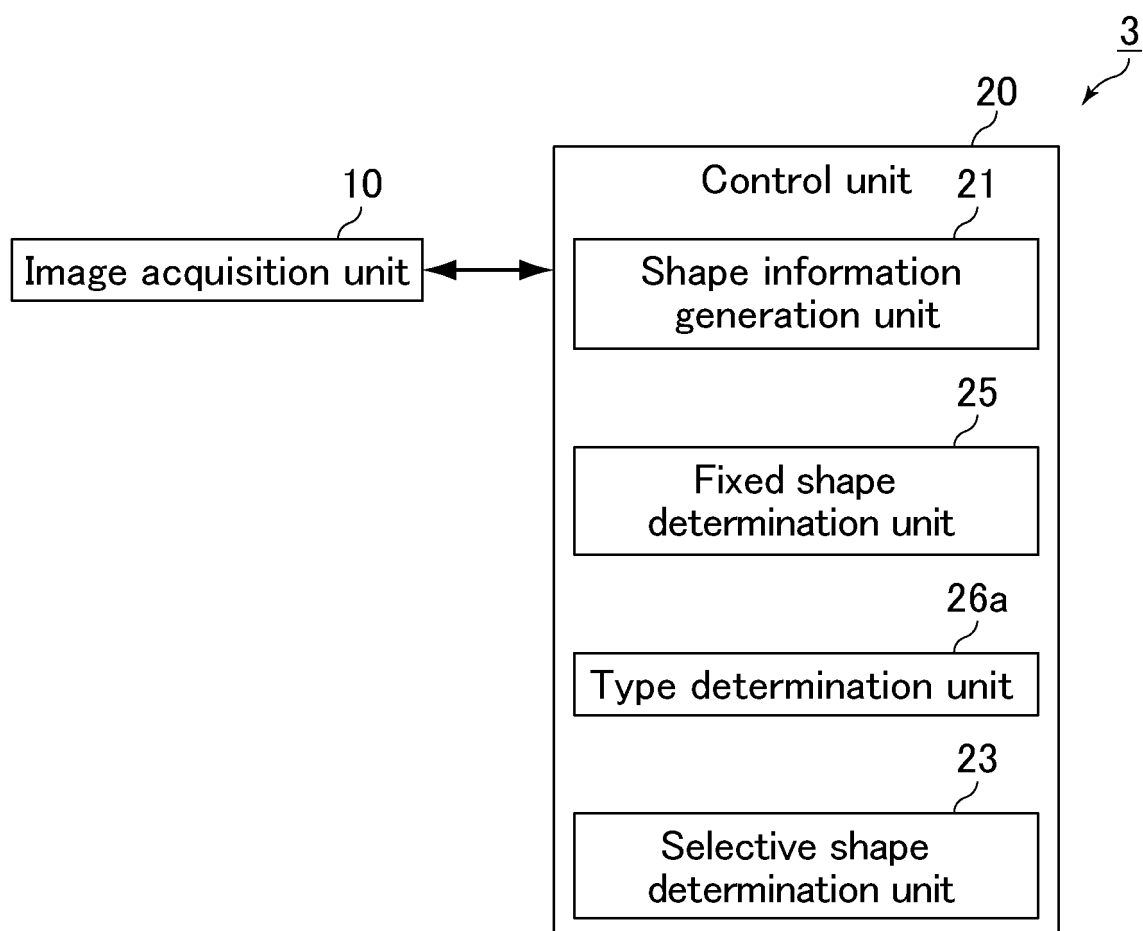 3
20
Control unit
10
21
Image acquisition unit
Shape information
generation unit
25
Fixed shape
determination unit
26a
Type determination unit
23
Selective shape
determination unit